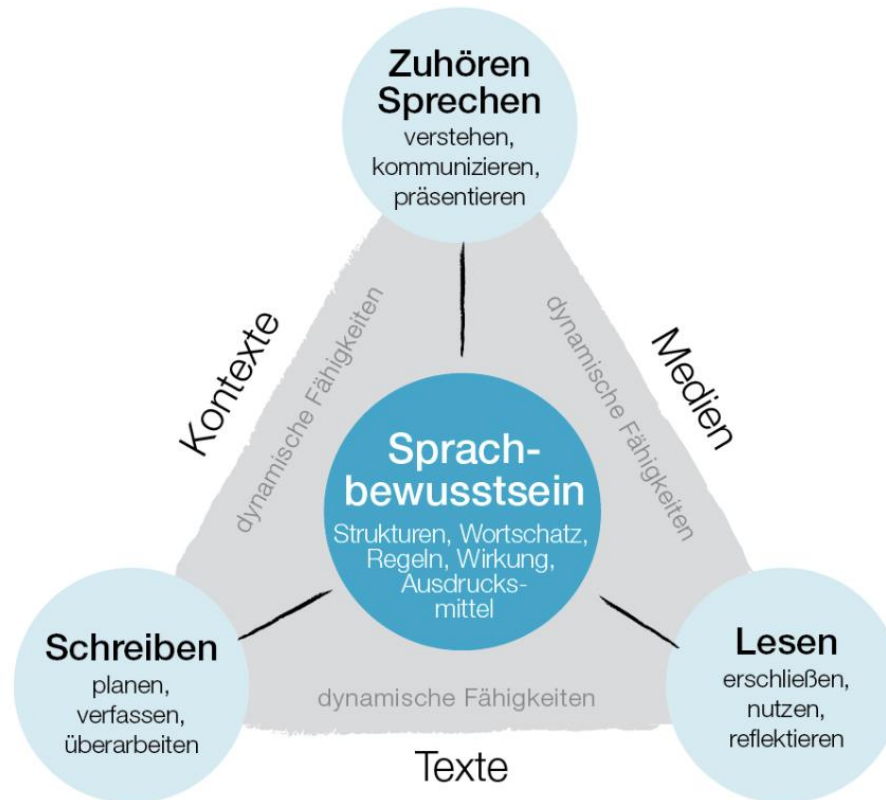 Zuhören
Sprechen
verstehen,
kommunizieren,
präsentieren
Kontexte
dynamische Fähigkeiten
dynamische Fähigkeiten
Medien
Sprach-
bewusstsein
Strukturen, Wortschatz,
Regeln, Wirkung,
Ausdrucks-
mittel
Schreiben
planen,
verfassen,
überarbeiten
dynamische Fähigkeiten
Texte
Lesen
erschließen,
nutzen,
reflektieren